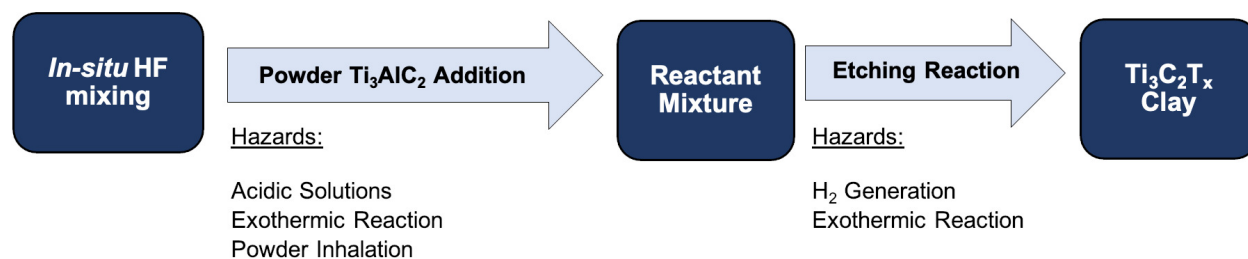 In-situ HF
mixing
Powder Ti₃AlC₂ Addition
Hazards:
Acidic Solutions
Exothermic Reaction
Powder Inhalation
Reactant
Mixture
Etching Reaction
Hazards:
H₂ Generation
Exothermic Reaction
Ti₃C₂Tₓ
Clay